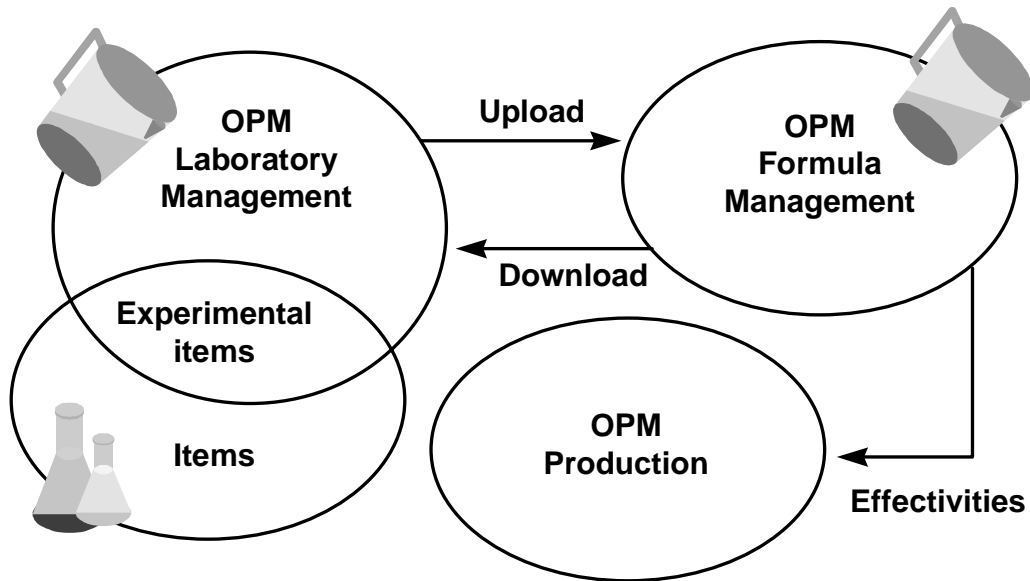 OPM
Laboratory
Management
Upload
OPM
Formula
Management
Download
Experimental
items
Items
OPM
Production
Effectivities